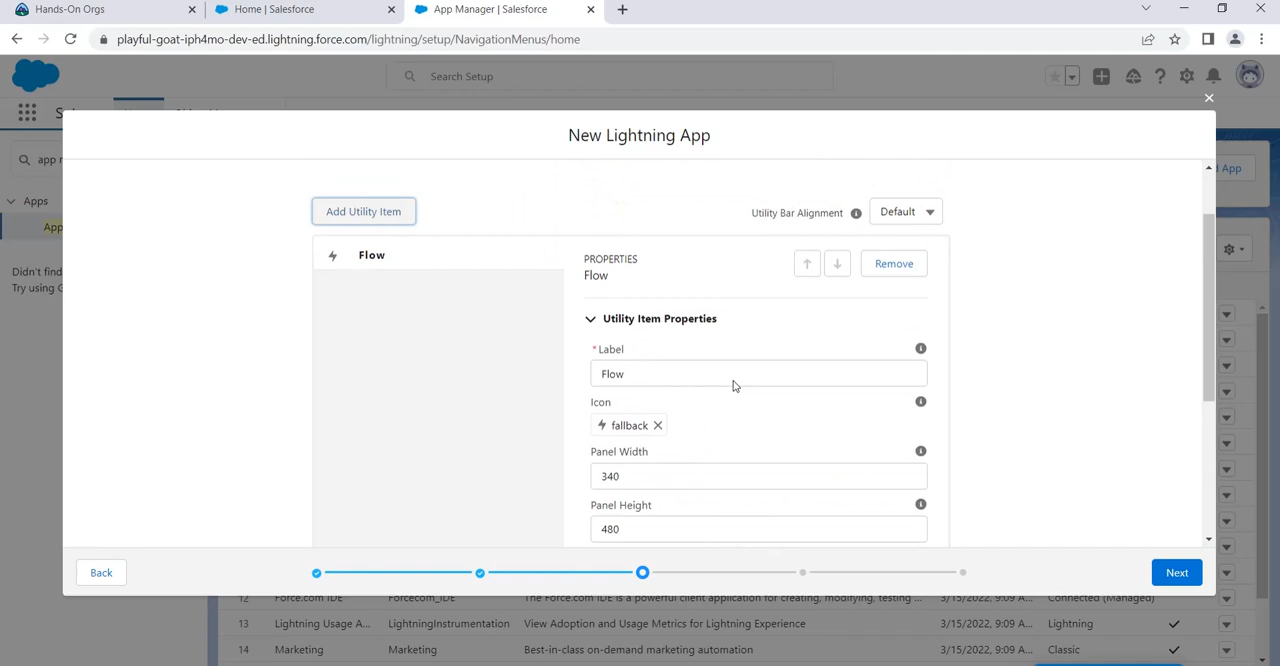 Hands-On Orgs
Home | Salesforce
App Manager | Salesforce
playful-goat-iph4mo-dev-ed.lightning.force.com/lightning/setup/NavigationMenus/home
Search Setup
New Lightning App
Apps
App
Didn't find
Try using G
App
Add Utility Item
Utility Bar Alignment
Default
Flow
PROPERTIES
Flow
Remove
Utility Item Properties
*Label
Flow
Icon
fallback
Panel Width
340
Panel Height
480
Back
Next
12 Force.com IDE Forcecom_IDE The Force.com IDE is a powerful client application for creating, modifying, testing ... 3/15/2022, 9:09 A... Connected (Managed)
13 Lightning Usage A... LightningInstrumentation View Adoption and Usage Metrics for Lightning Experience 3/15/2022, 9:09 A... Lightning
14 Marketing Marketing Best-in-class on-demand marketing automation 3/15/2022, 9:09 A... Classic